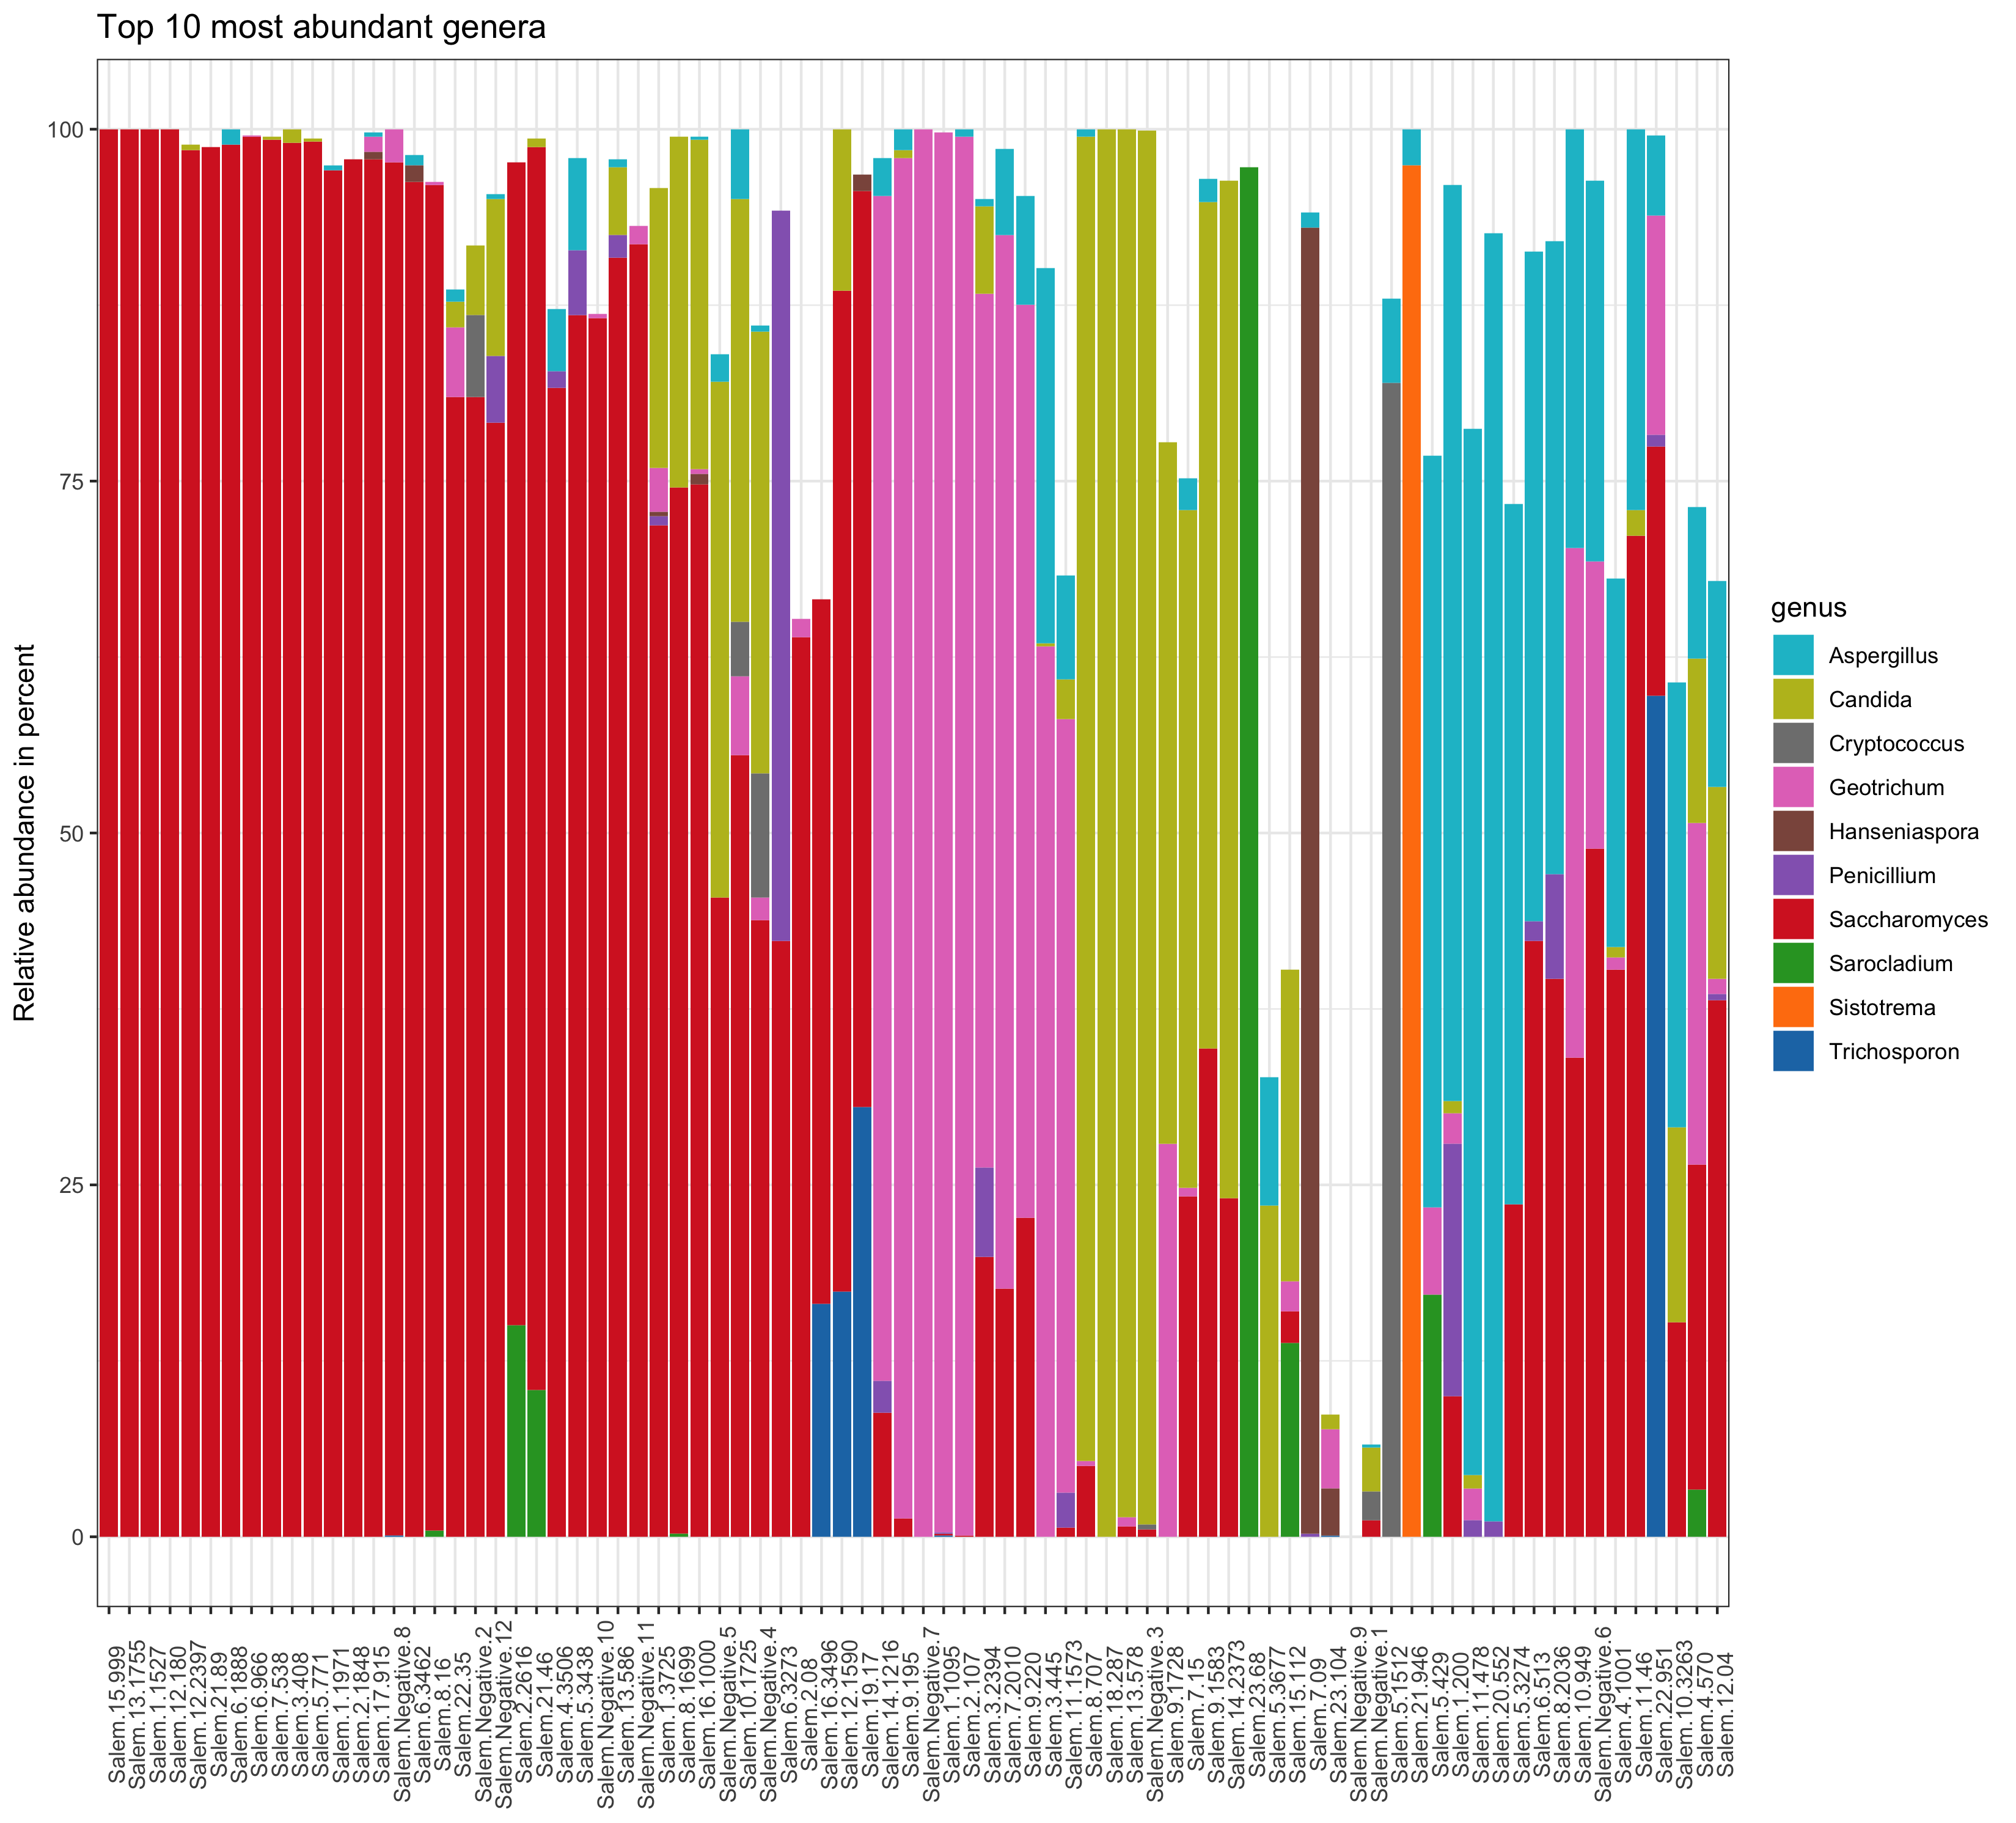 Top 10 most abundant genera
Relative abundance in percent
100
75
50
25
0
Salem.15.999
Salem.13.1755
Salem.1.1527
Salem.12.180
Salem.12.2397
Salem.21.89
Salem.6.1888
Salem.6.966
Salem.7.538
Salem.3.408
Salem.5.771
Salem.1.1971
Salem.2.1848
Salem.17.915
Salem.Negative.8
Salem.6.3462
Salem.8.16
Salem.22.35
Salem.Negative.2
Salem.Negative.12
Salem.2.2616
Salem.21.46
Salem.4.3506
Salem.5.3438
Salem.Negative.10
Salem.13.586
Salem.Negative.11
Salem.1.3725
Salem.8.1699
Salem.16.1000
Salem.Negative.5
Salem.10.1725
Salem.Negative.4
Salem.6.3273
Salem.2.08
Salem.16.3496
Salem.12.1590
Salem.19.17
Salem.14.1216
Salem.9.195
Salem.Negative.7
Salem.1.1095
Salem.2.107
Salem.3.2394
Salem.7.2010
Salem.9.220
Salem.3.445
Salem.11.1573
Salem.8.707
Salem.18.287
Salem.13.578
Salem.Negative.3
Salem.9.1728
Salem.7.15
Salem.9.1583
Salem.14.2373
Salem.23.68
Salem.5.3677
Salem.15.112
Salem.7.09
Salem.23.104
Salem.Negative.9
Salem.Negative.1
Salem.5.1512
Salem.21.946
Salem.5.429
Salem.1.200
Salem.11.478
Salem.20.552
Salem.5.3274
Salem.6.513
Salem.8.2036
Salem.10.949
Salem.Negative.6
Salem.4.1001
Salem.11.46
Salem.22.951
Salem.10.3263
Salem.4.570
Salem.12.04
genus
Aspergillus
Candida
Cryptococcus
Geotrichum
Hanseniaspora
Penicillium
Saccharomyces
Sarocladium
Sistotrema
Trichosporon